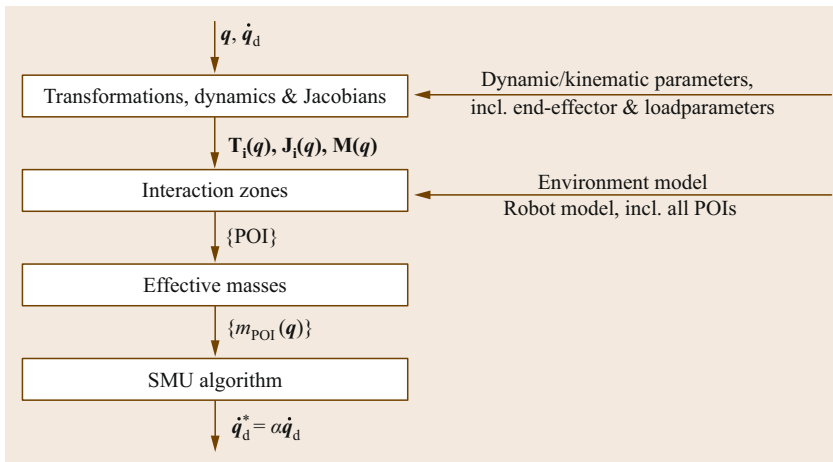 q, q̇_d
Transformations, dynamics & Jacobians
Dynamic/kinematic parameters,
incl. end-effector & loadparameters
T_i(q), J_i(q), M(q)
Interaction zones
Environment model
Robot model, incl. all POIs
{POI}
Effective masses
{m_POI (q)}
SMU algorithm
q̇_d^* = αq̇_d